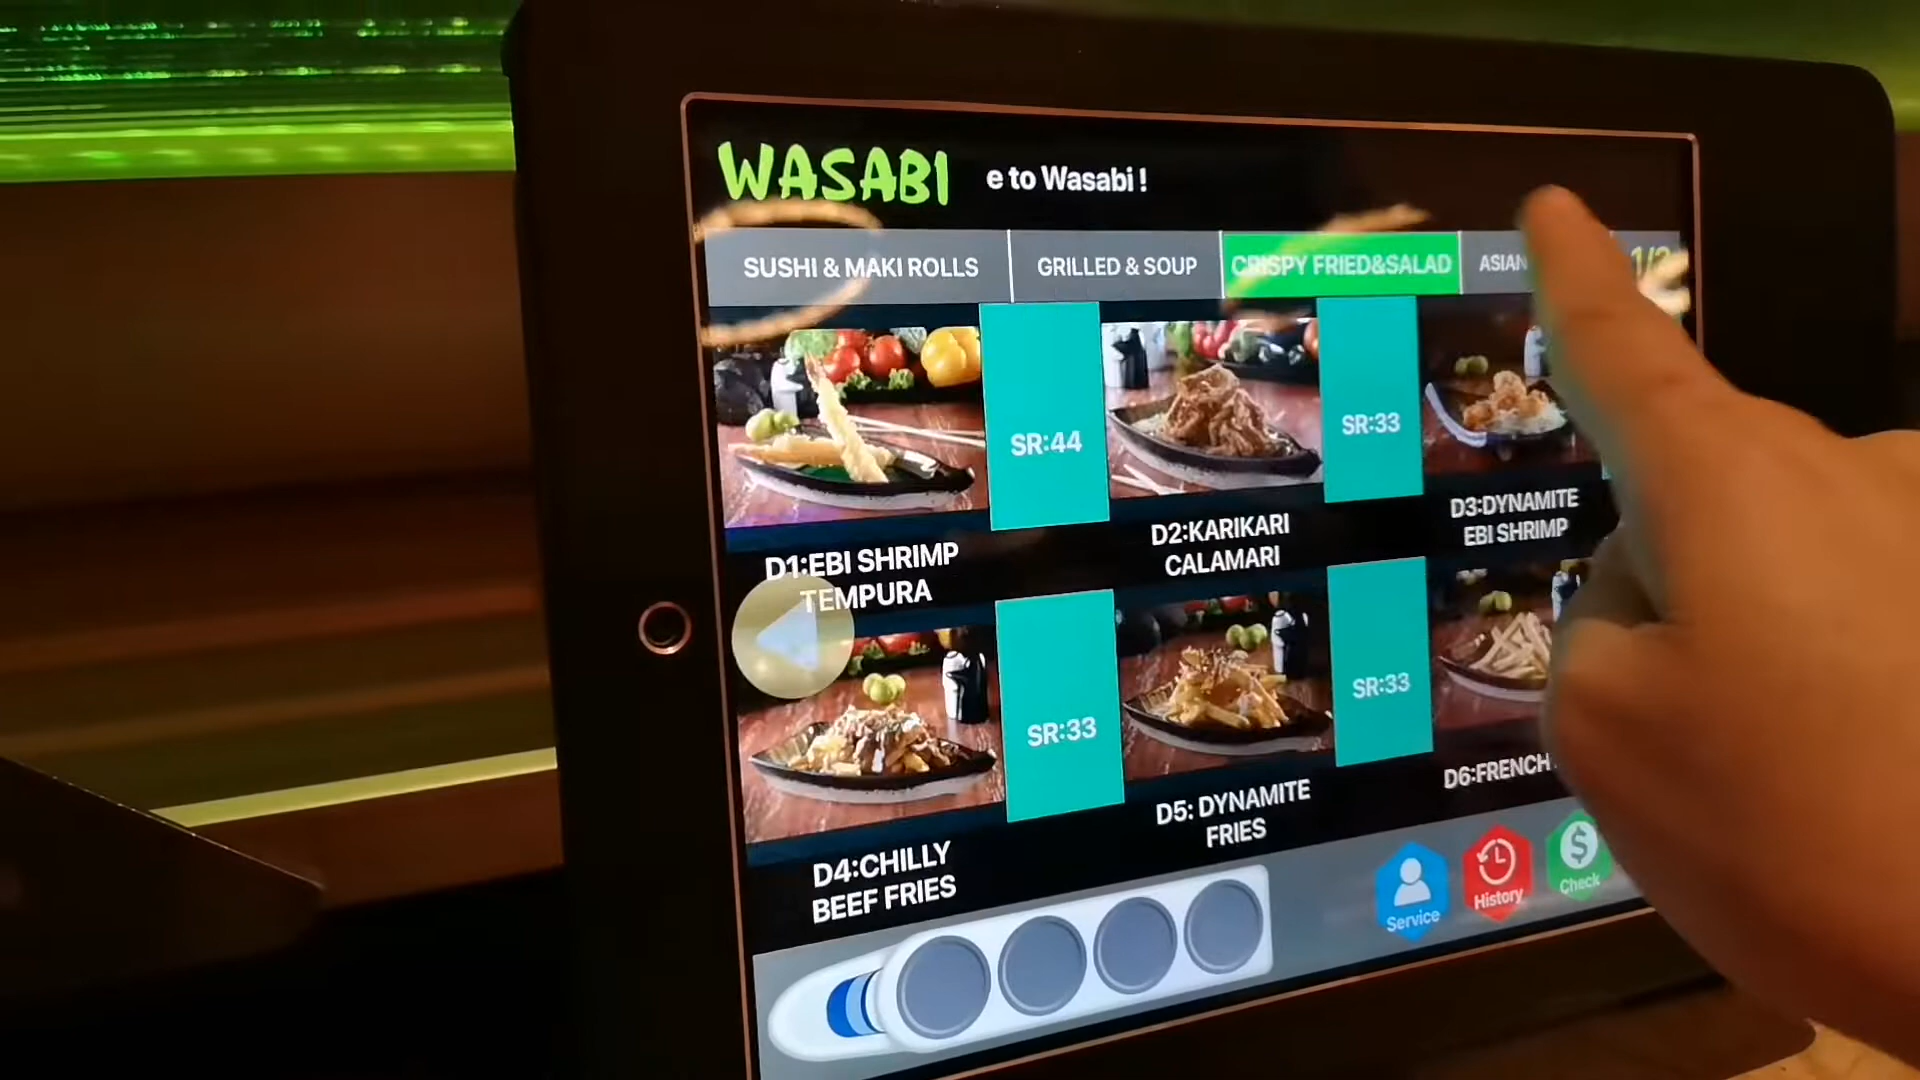 WASABI
e to Wasabi !
SUSHI & MAKI ROLLS
GRILLED & SOUP
CRISPY FRIED&SALAD
ASIAN
SR:44
SR:33
D1:EBI SHRIMP
TEMPURA
D2:KARIKARI
CALAMARI
D3:DYNAMITE
EBI SHRIMP
SR:33
SR:33
D4:CHILLY
BEEF FRIES
D5: DYNAMITE
FRIES
D6:FRENCH
Service
History
Check